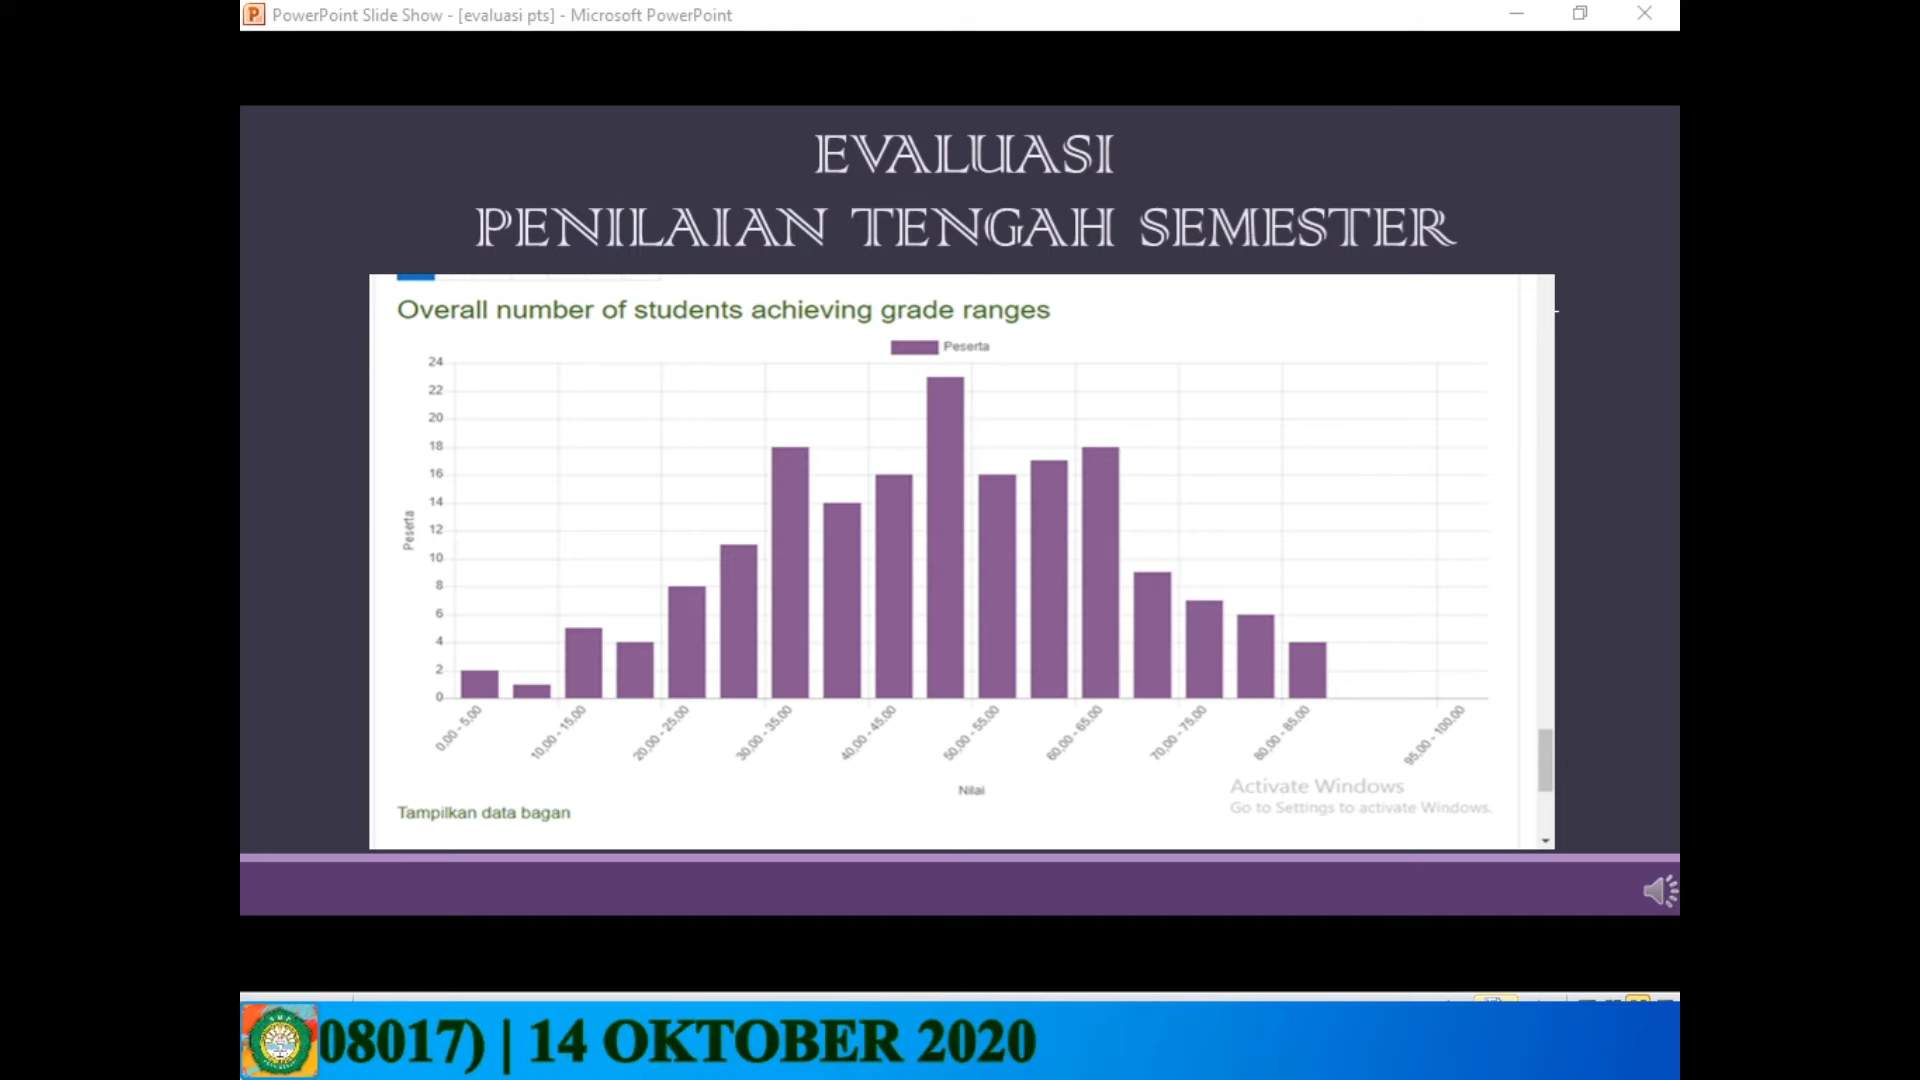 PowerPoint Slide Show - [evaluasi pts] - Microsoft PowerPoint
EVALUASI
PENILAIAN TENGAH SEMESTER
Overall number of students achieving grade ranges
Peserta
24
22
20
18
16
14
12
10
8
6
4
2
0
Peserta
0,00 - 5,00
10,00 - 15,00
20,00 - 25,00
30,00 - 35,00
40,00 - 45,00
50,00 - 55,00
60,00 - 65,00
70,00 - 75,00
80,00 - 85,00
95,00 - 100,00
Nilai
Activate Windows
Go to Settings to activate Windows.
Tampilkan data bagan
08017) | 14 OKTOBER 2020